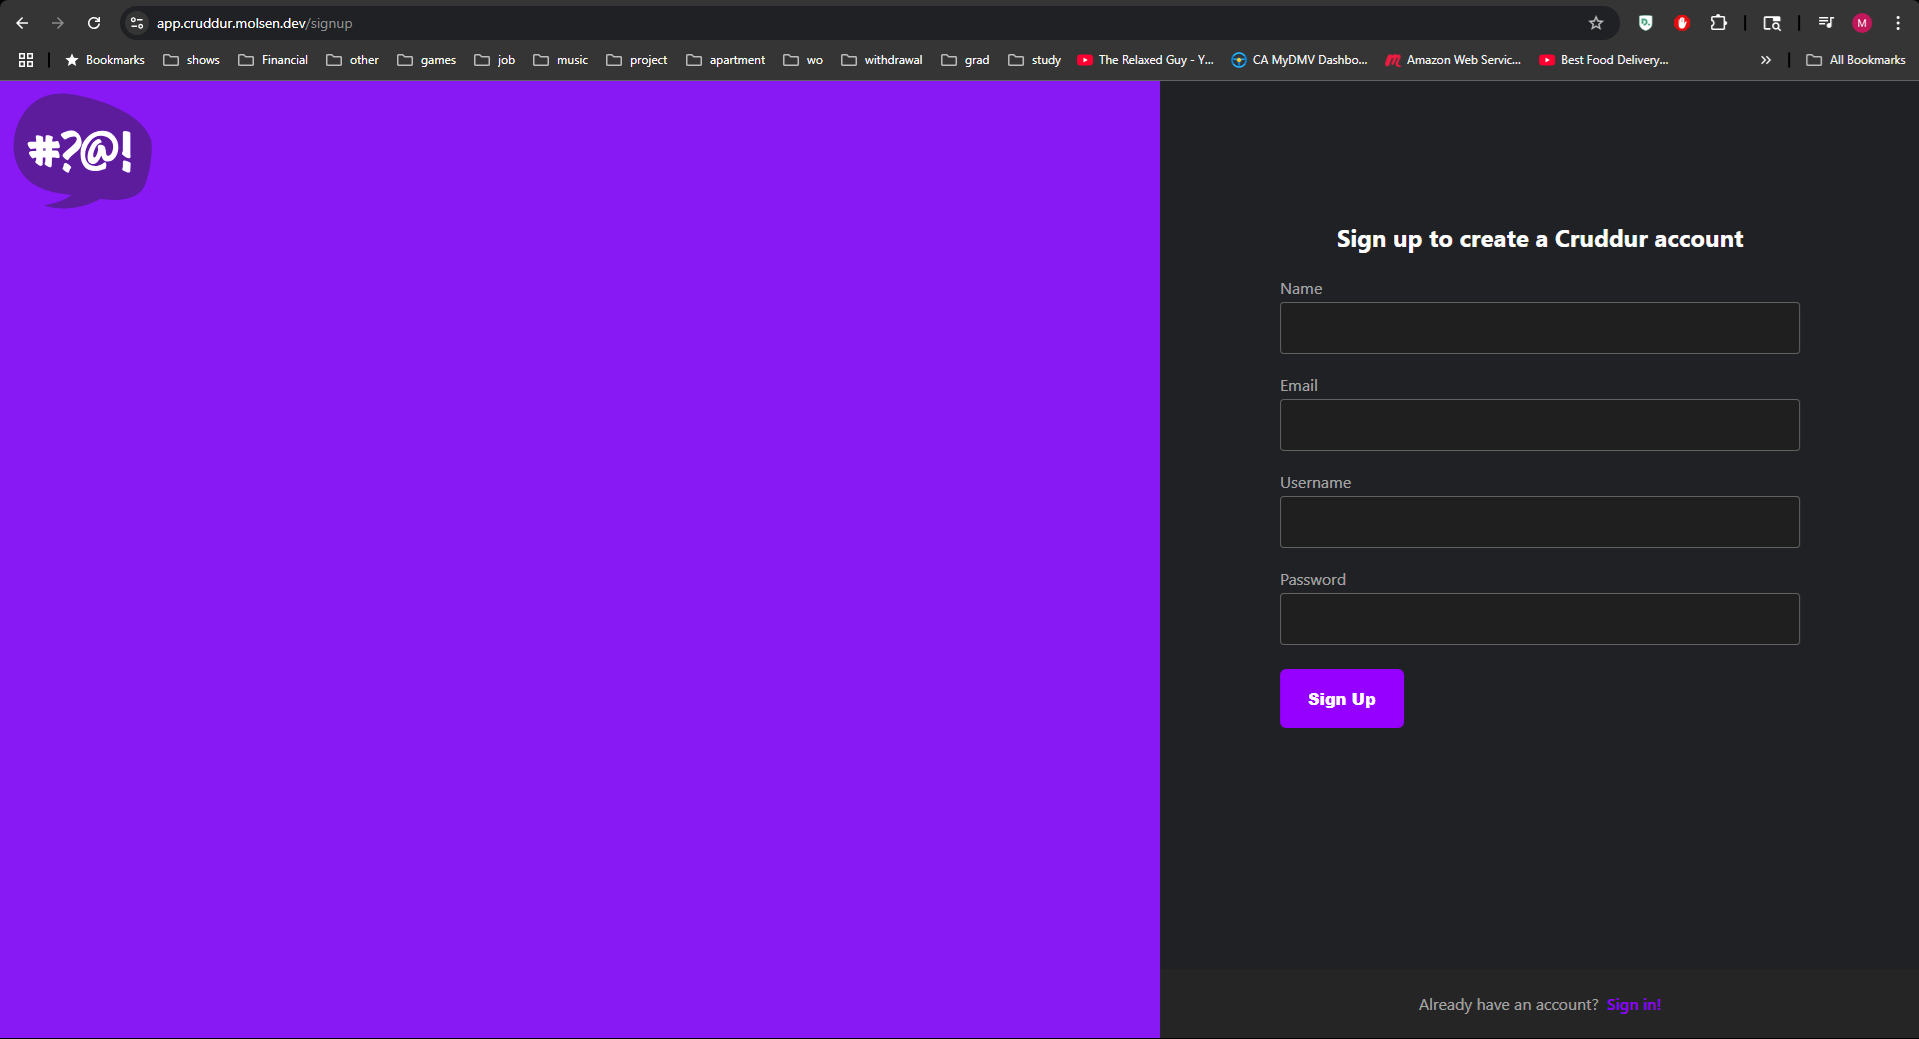 app.cruddur.molsen.dev/signup
M
Bookmarks shows Financial other games job music project apartment wo withdrawal grad study The Relaxed Guy - Y... CA MyDMV Dashbo... Amazon Web Servic... Best Food Delivery... » All Bookmarks
#?@!
Sign up to create a Cruddur account
Name
Email
Username
Password
Sign Up
Already have an account? Sign in!